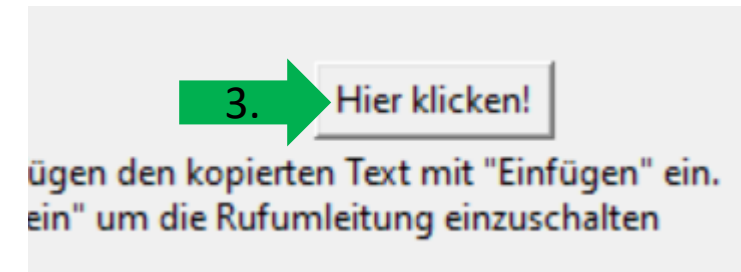 3. Hier klicken!
ügen den kopierten Text mit "Einfügen" ein.
ein" um die Rufumleitung einzuschalten